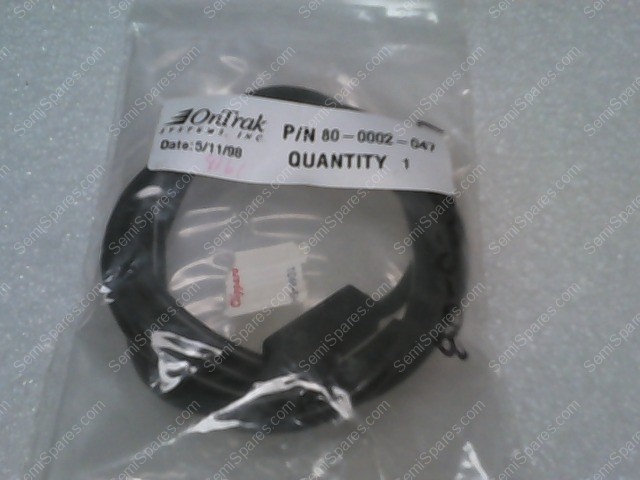 OnTrak
SYSTEMS, INC
P/N 80-0002-047
Date: 5/11/98
QUANTITY 1
SemiSpares.com